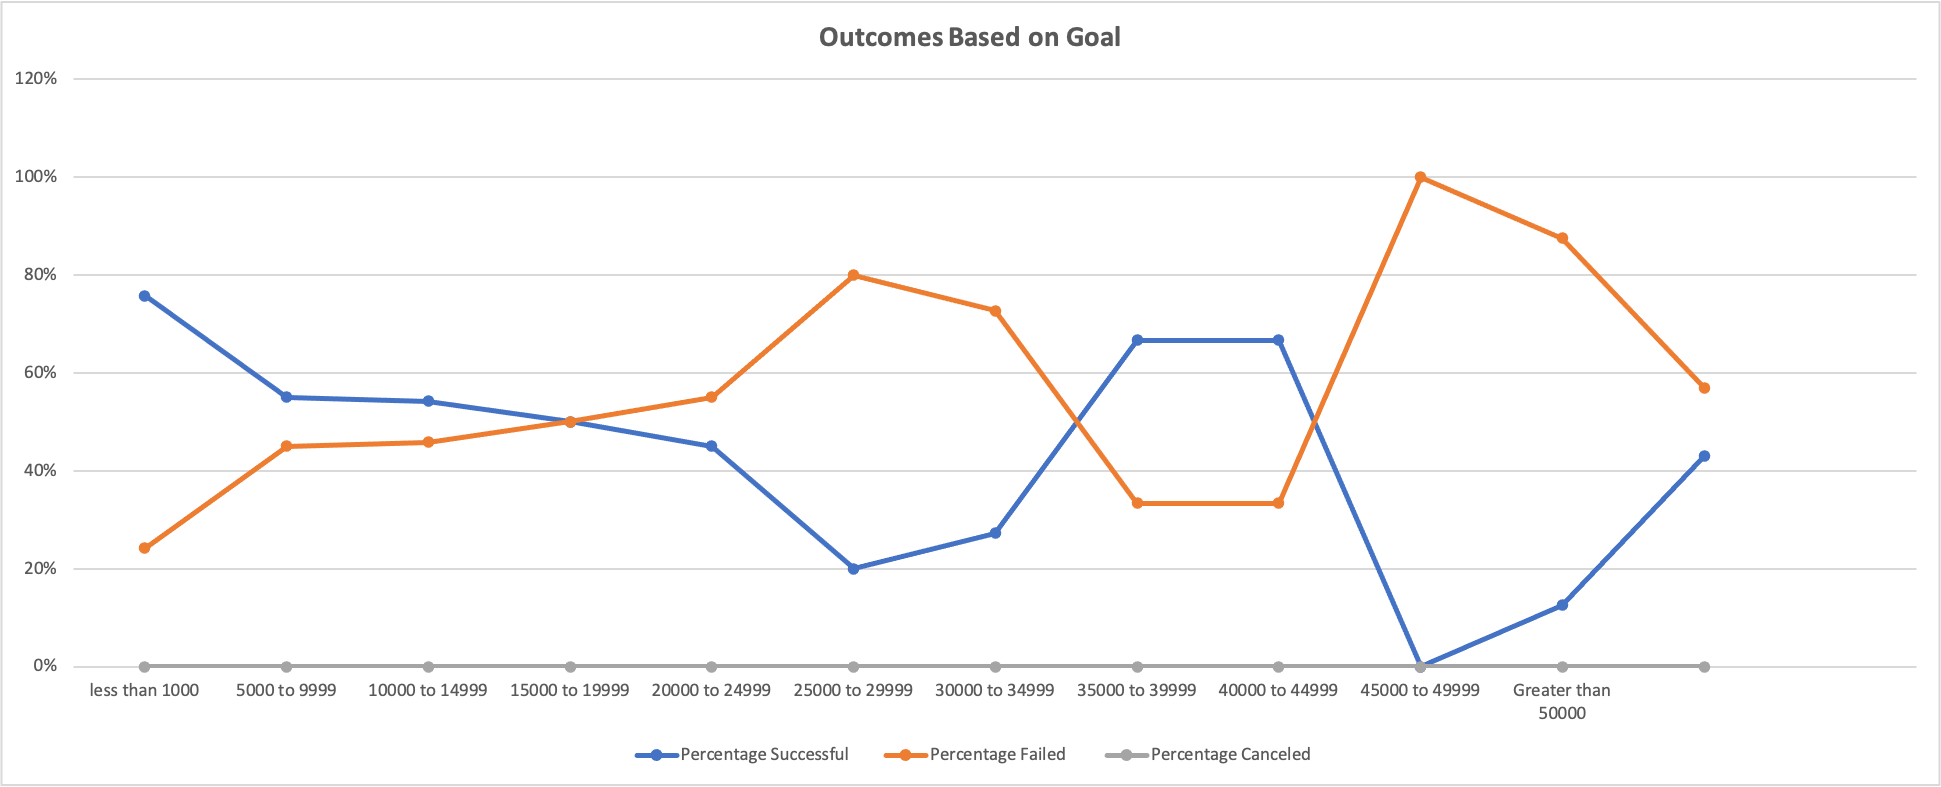 Outcomes Based on Goal
120%
100%
80%
60%
40%
20%
0%
less than 1000
5000 to 9999
10000 to 14999
15000 to 19999
20000 to 24999
25000 to 29999
30000 to 34999
35000 to 39999
40000 to 44999
45000 to 49999
Greater than
50000
Percentage Successful
Percentage Failed
Percentage Canceled